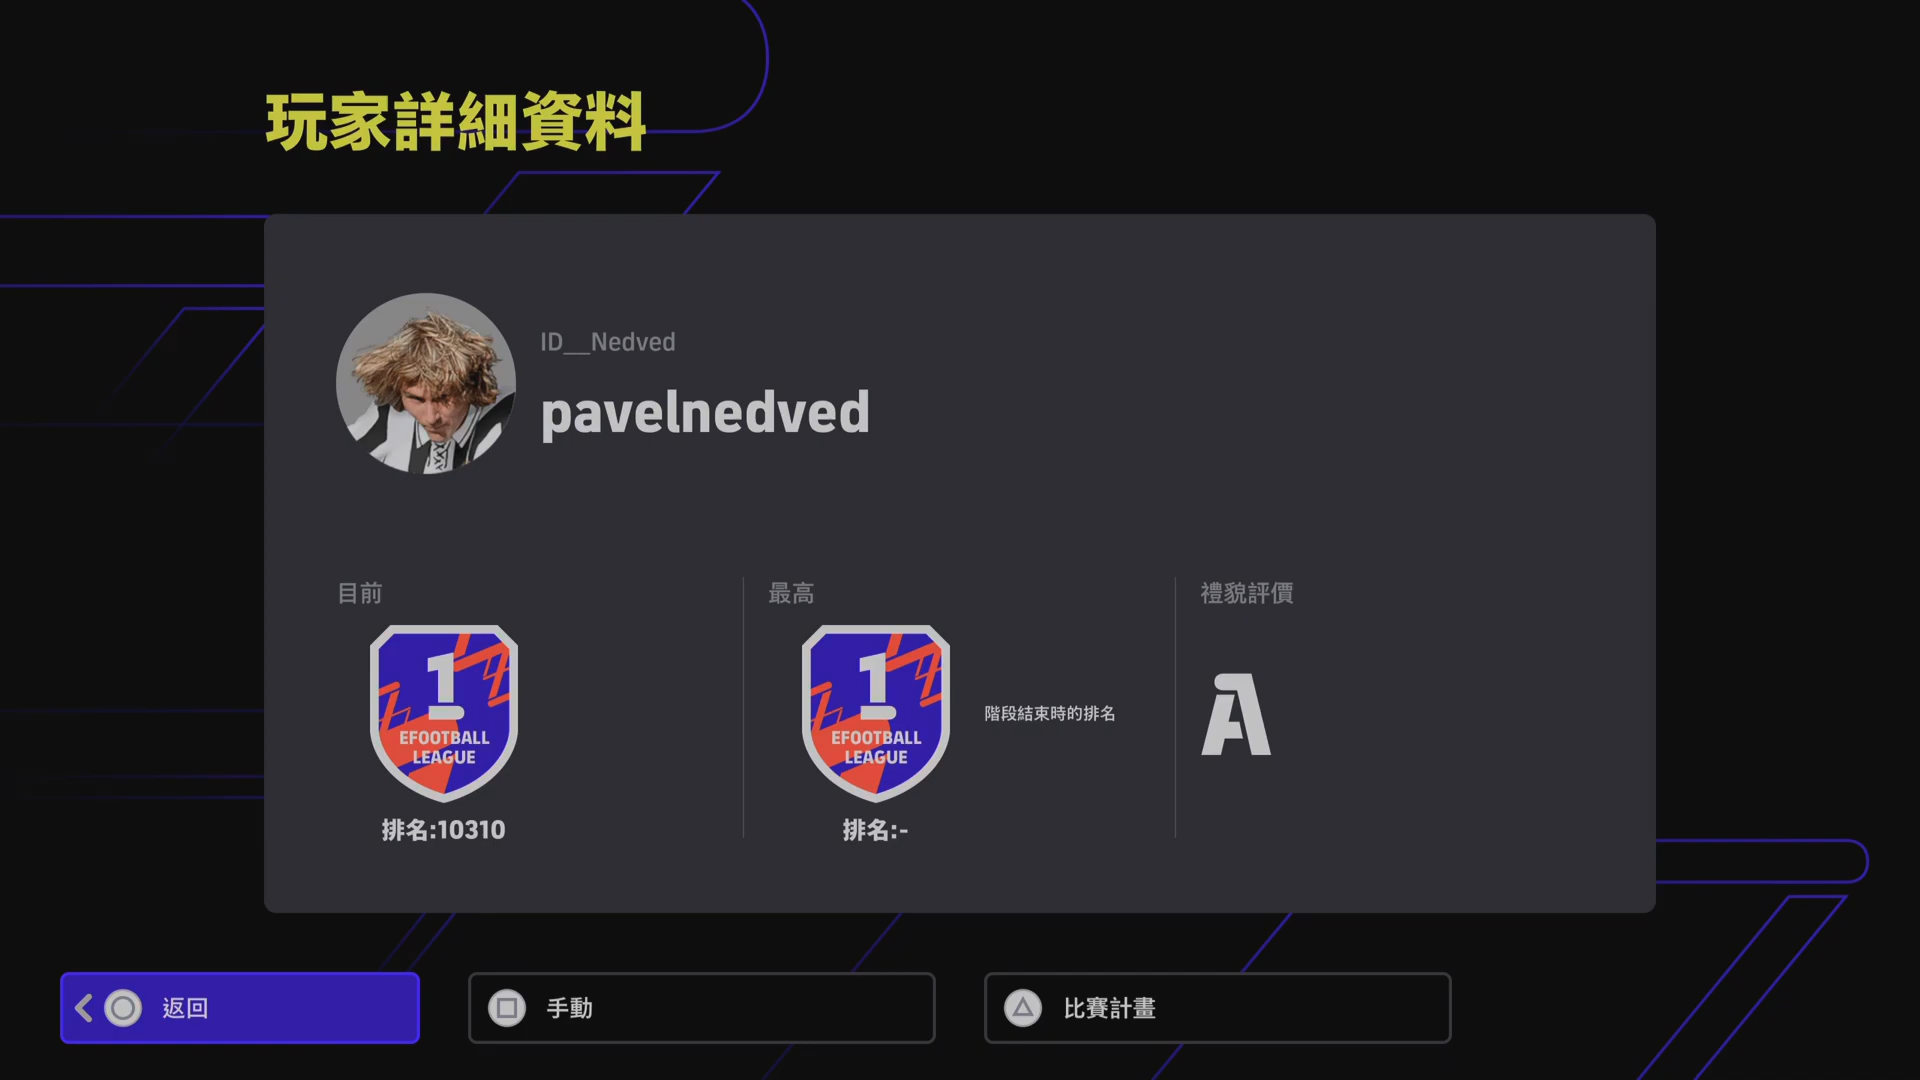 玩家詳細資料
ID__Nedved
pavelnedved
目前
1
EFOOTBALL
LEAGUE
排名:10310
最高
1
EFOOTBALL
LEAGUE
排名:-
階段結束時的排名
禮貌評價
A
返回
手動
比賽計畫